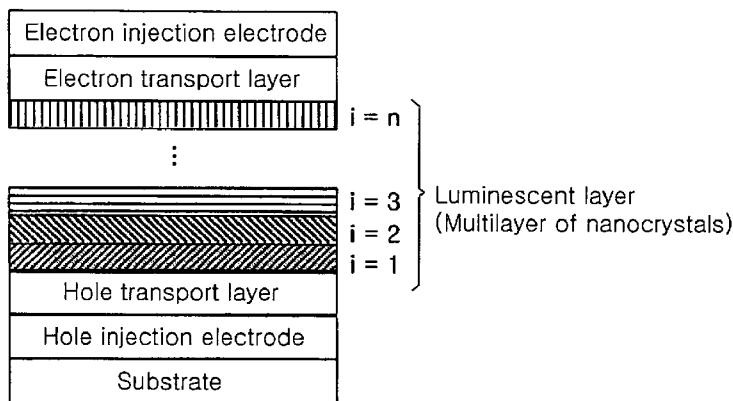 Electron injection electrode
Electron transport layer
i = n
⋮
i = 3
Luminescent layer
(Multilayer of nanocrystals)
i = 2
i = 1
Hole transport layer
Hole injection electrode
Substrate